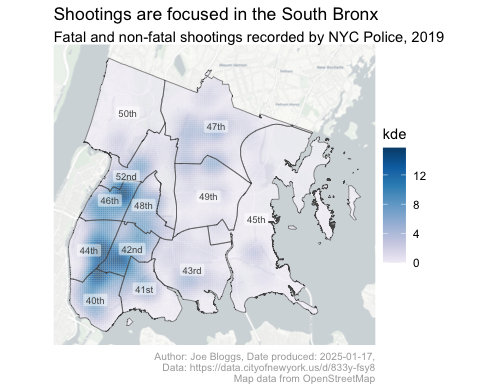 Shootings are focused in the South Bronx
Fatal and non-fatal shootings recorded by NYC Police, 2019
50th
47th
52nd
46th
48th
49th
45th
44th
42nd
43rd
41st
40th
kde
12
8
4
0
Author: Joe Bloggs, Date produced: 2025-01-17,
Data: https://data.cityofnewyork.us/d/833y-fsy8
Map data from OpenStreetMap